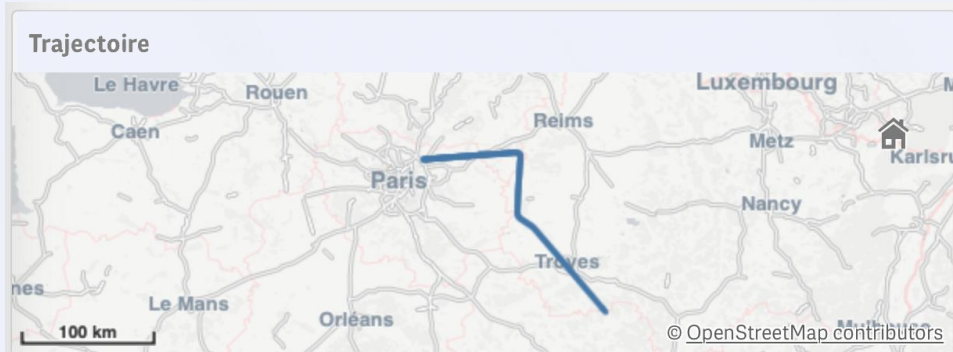 Trajectoire
Le Havre
Rouen
Luxembourg
Caen
Reims
Metz
Karlsru
Paris
Nancy
Troyes
nes
Le Mans
Orléans
100 km
© OpenStreetMap contributors